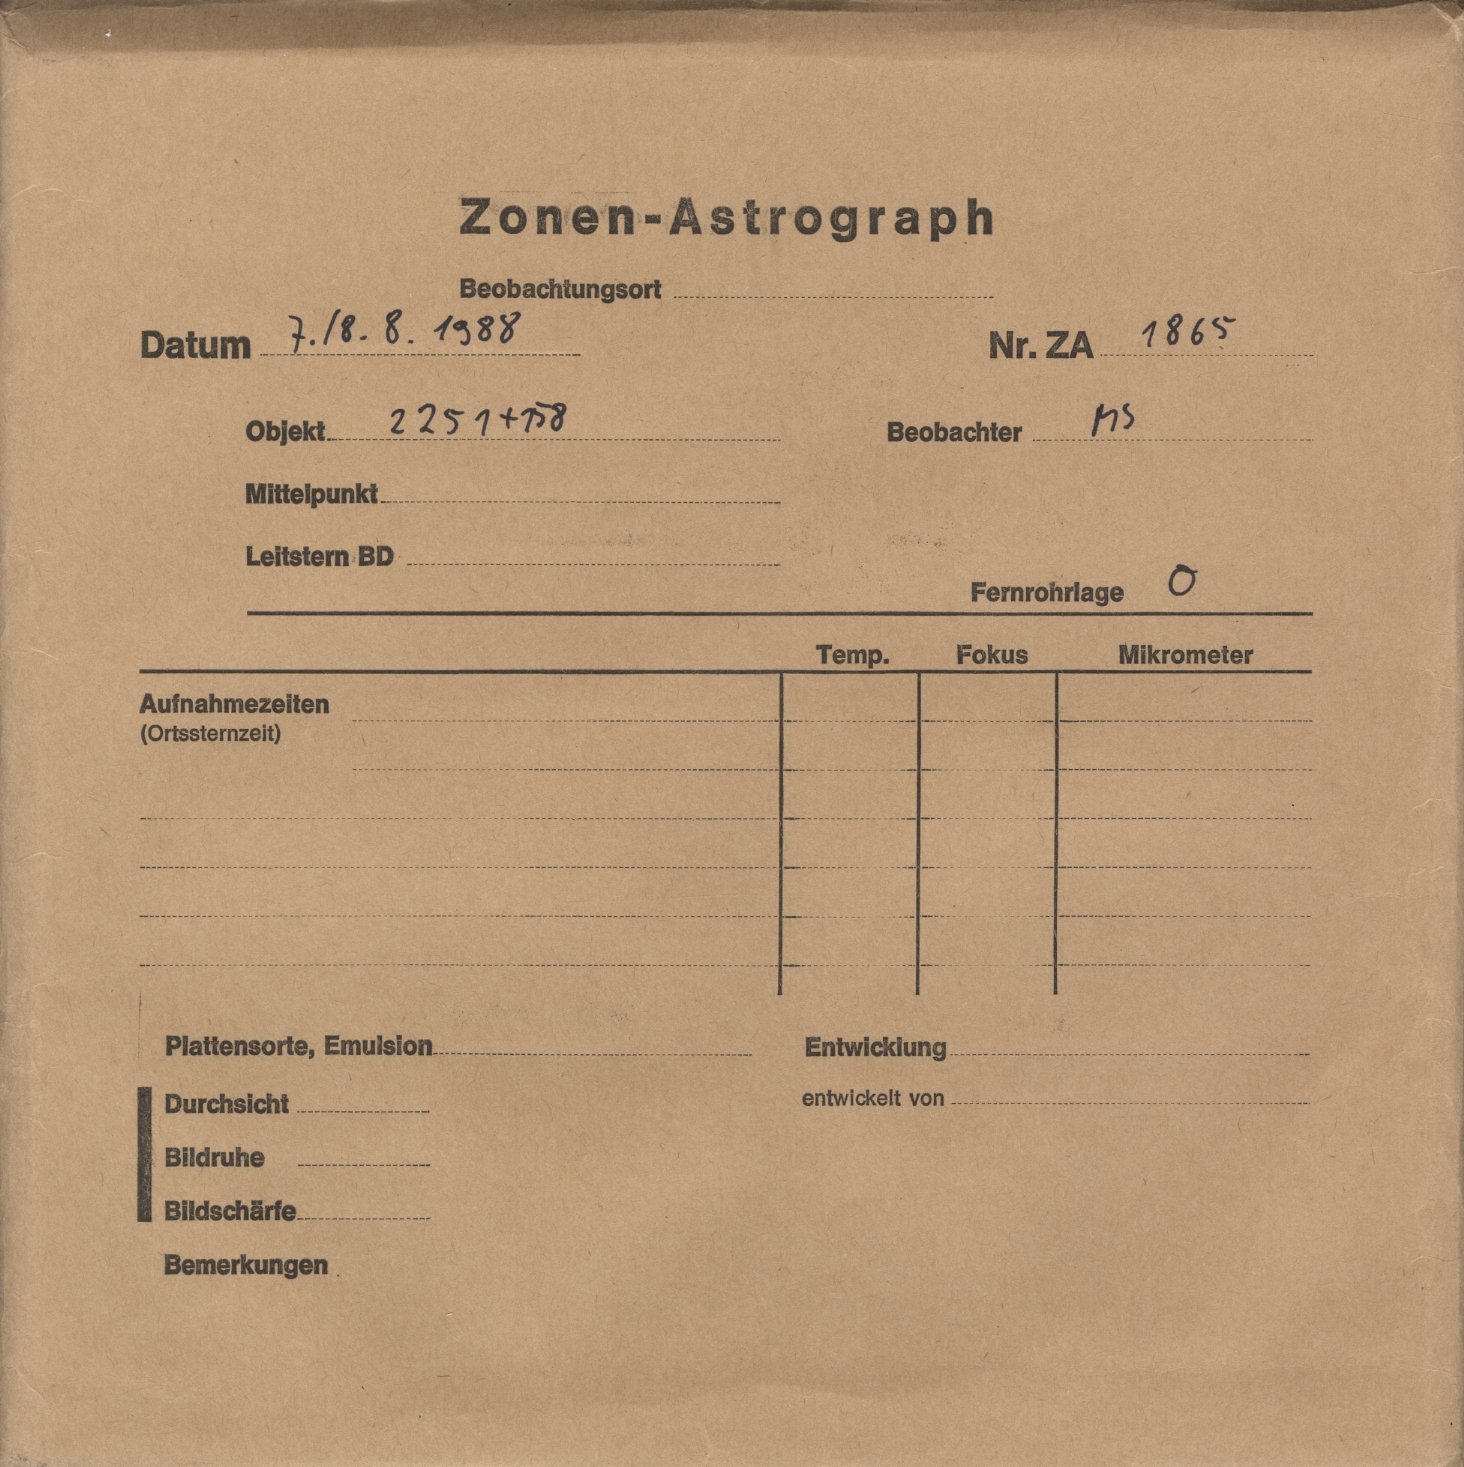 Zonen-Astrograph
Beobachtungsort
Datum 7./8. 8. 1988
Nr. ZA 1865
Objekt 2251+158
Beobachter MS
Mittelpunkt
Leitstern BD
Fernrohrlage O
Temp. Fokus Mikrometer
Aufnahmezeiten
(Ortssternzeit)
Plattensorte, Emulsion
Entwicklung
Durchsicht
entwickelt von
Bildruhe
Bildschärfe
Bemerkungen